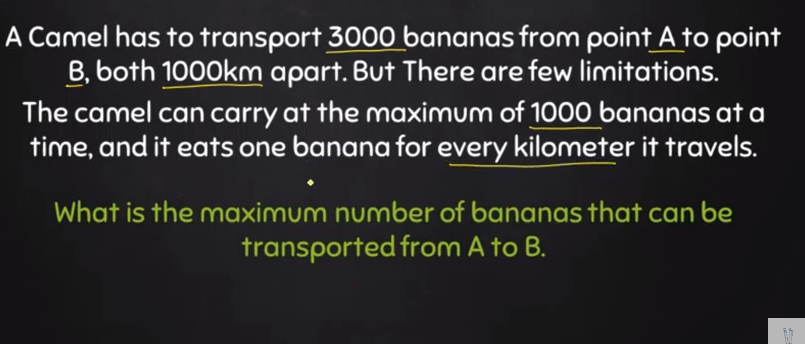 A Camel has to transport 3000 bananas from point A to point
B, both 1000km apart. But There are few limitations.
The camel can carry at the maximum of 1000 bananas at a
time, and it eats one banana for every kilometer it travels.
What is the maximum number of bananas that can be
transported from A to B.